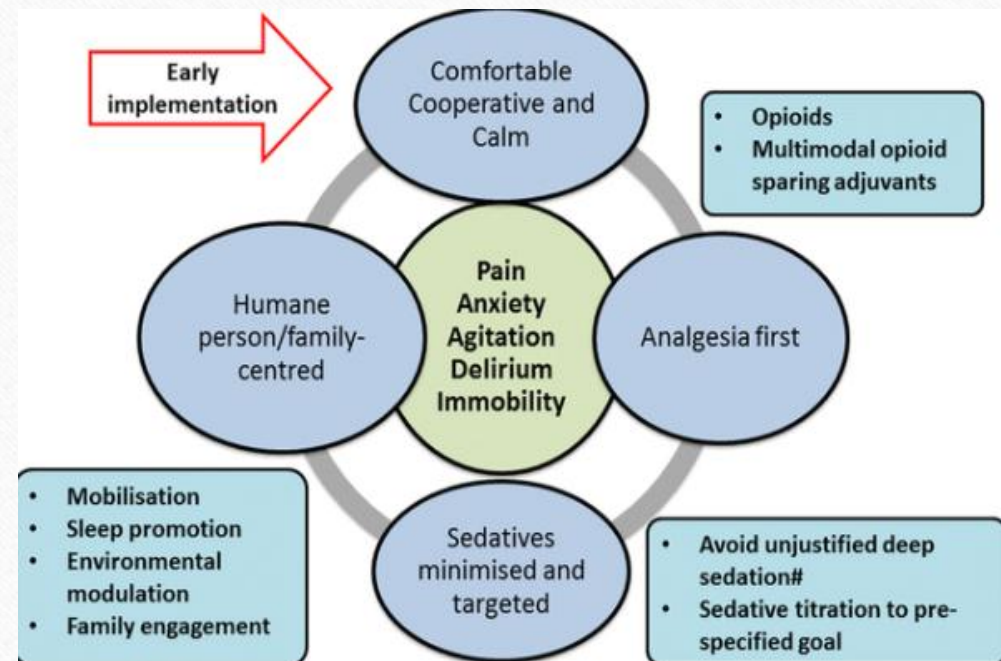 Early
implementation
Comfortable
Cooperative and
Calm
• Opioids
• Multimodal opioid
sparing adjuvants
Humane
person/family-
centred
Pain
Anxiety
Agitation
Delirium
Immobility
Analgesia first
• Mobilisation
• Sleep promotion
• Environmental
modulation
• Family engagement
Sedatives
minimised and
targeted
• Avoid unjustified deep
sedation#
• Sedative titration to pre-
specified goal